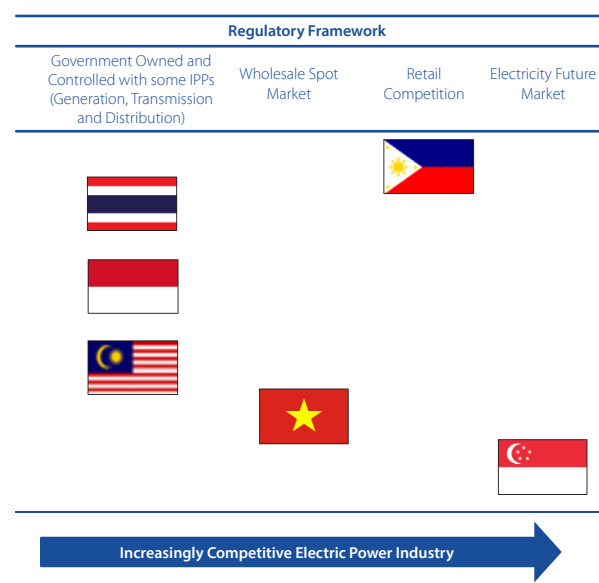 Regulatory Framework
Government Owned and
Controlled with some IPPs
(Generation, Transmission
and Distribution)
Wholesale Spot
Market
Retail
Competition
Electricity Future
Market
Increasingly Competitive Electric Power Industry